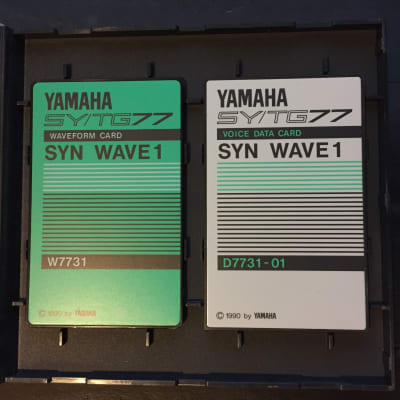 YAMAHA
SY/TG77
WAVEFORM CARD
SYN WAVE 1
W7731
© 1990 by YAMAHA
YAMAHA
SY/TG77
VOICE DATA CARD
SYN WAVE 1
D7731-01
© 1990 by YAMAHA